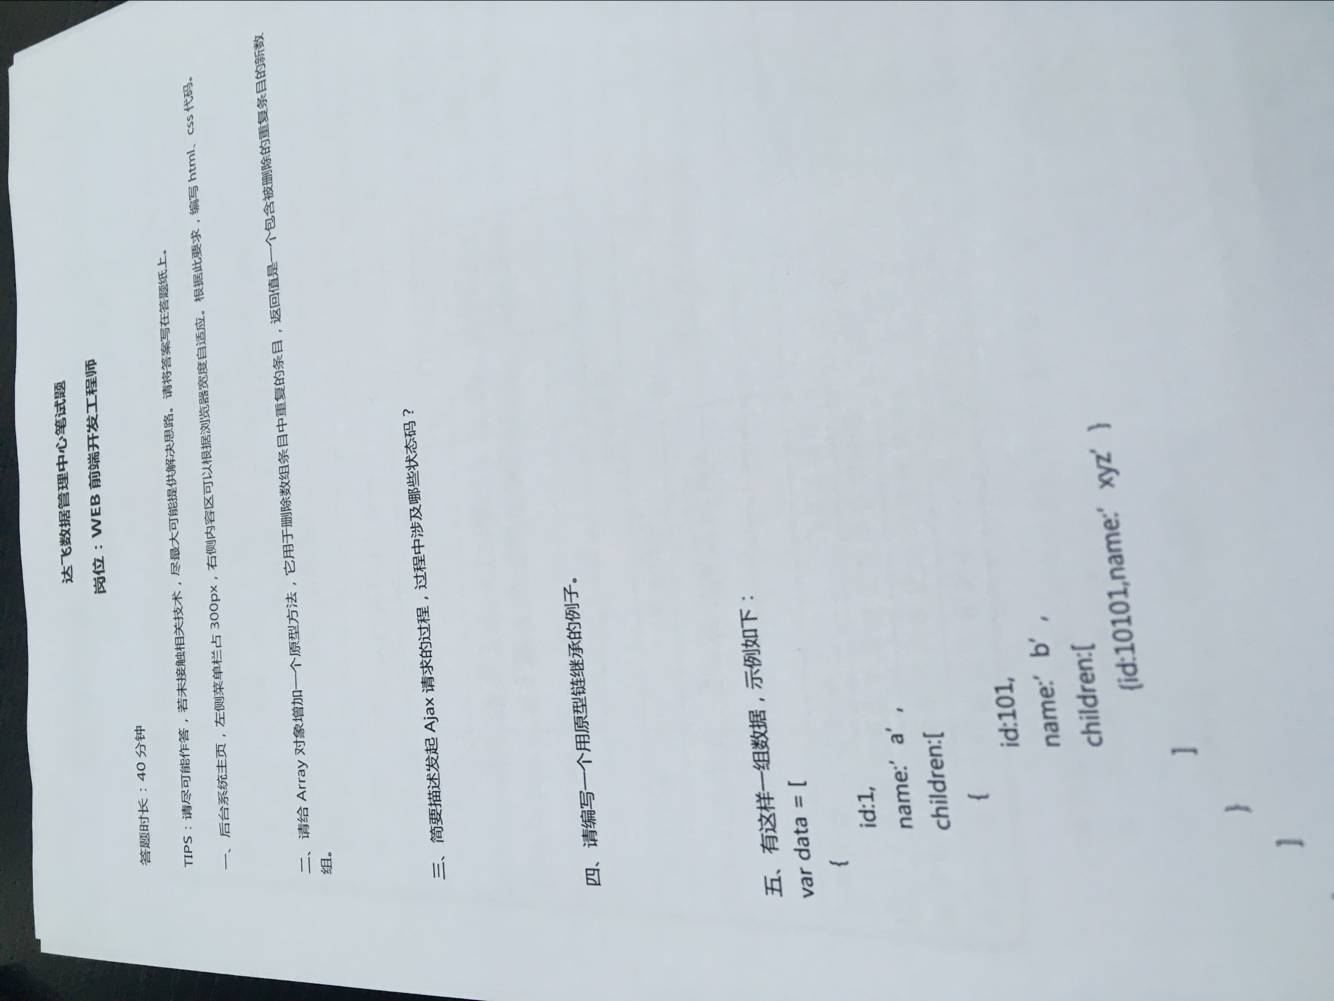 达飞数据管理中心笔试题
岗位：WEB 前端开发工程师
答题时长：40 分钟
TIPS：请尽可能作答，若未接触相关技术，尽最大可能提供解决思路。请将答案写在答题纸上。
一、后台系统主页，左侧菜单栏占 300px，右侧内容区可以根据浏览器宽度自适应。根据此要求，编写 html、css 代码。
二、请给 Array 对象增加一个原型方法，它用于删除数组条目中重复的条目，返回值是一个包含被删除的重复条目的新数
组。
三、简要描述发起 Ajax 请求的过程，过程中涉及哪些状态码？
四、请编写一个用原型链继承的例子。
五、有这样一组数据，示例如下：
var data = [
{
id:1,
name:’ a’ ,
children:[
{
id:101,
name:’ b’ ,
children:[
{id:10101,name:’ xyz’ }
]
}
]